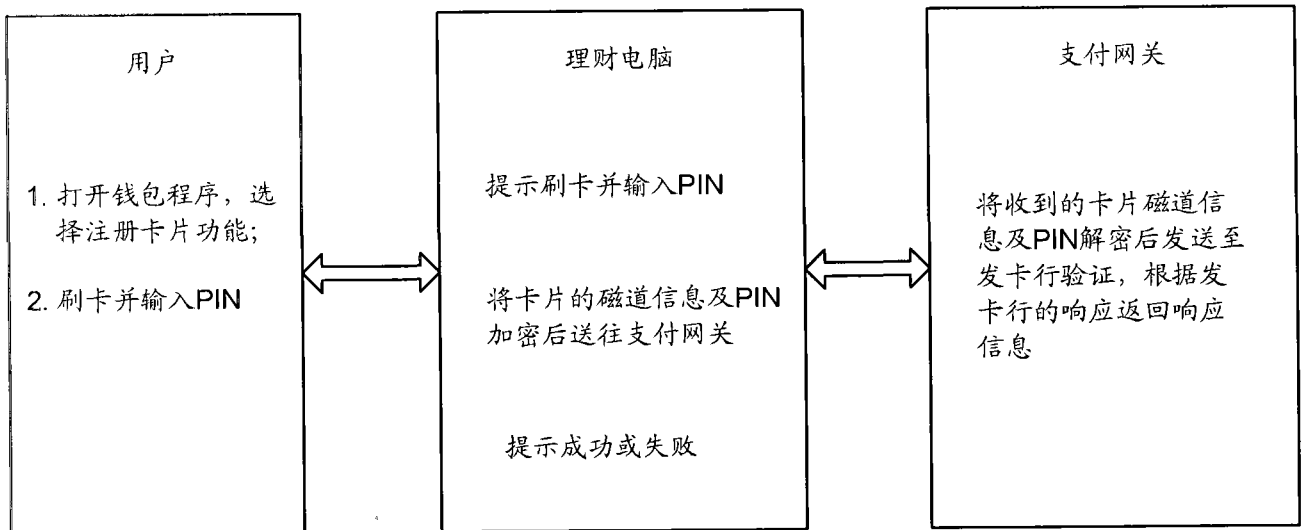 用户
1. 打开钱包程序，选
择注册卡片功能；
2. 刷卡并输入PIN
理财电脑
提示刷卡并输入PIN
将卡片的磁道信息及PIN
加密后送往支付网关
提示成功或失败
支付网关
将收到的卡片磁道信
息及PIN解密后发送至
发卡行验证，根据发
卡行的响应返回响应
信息